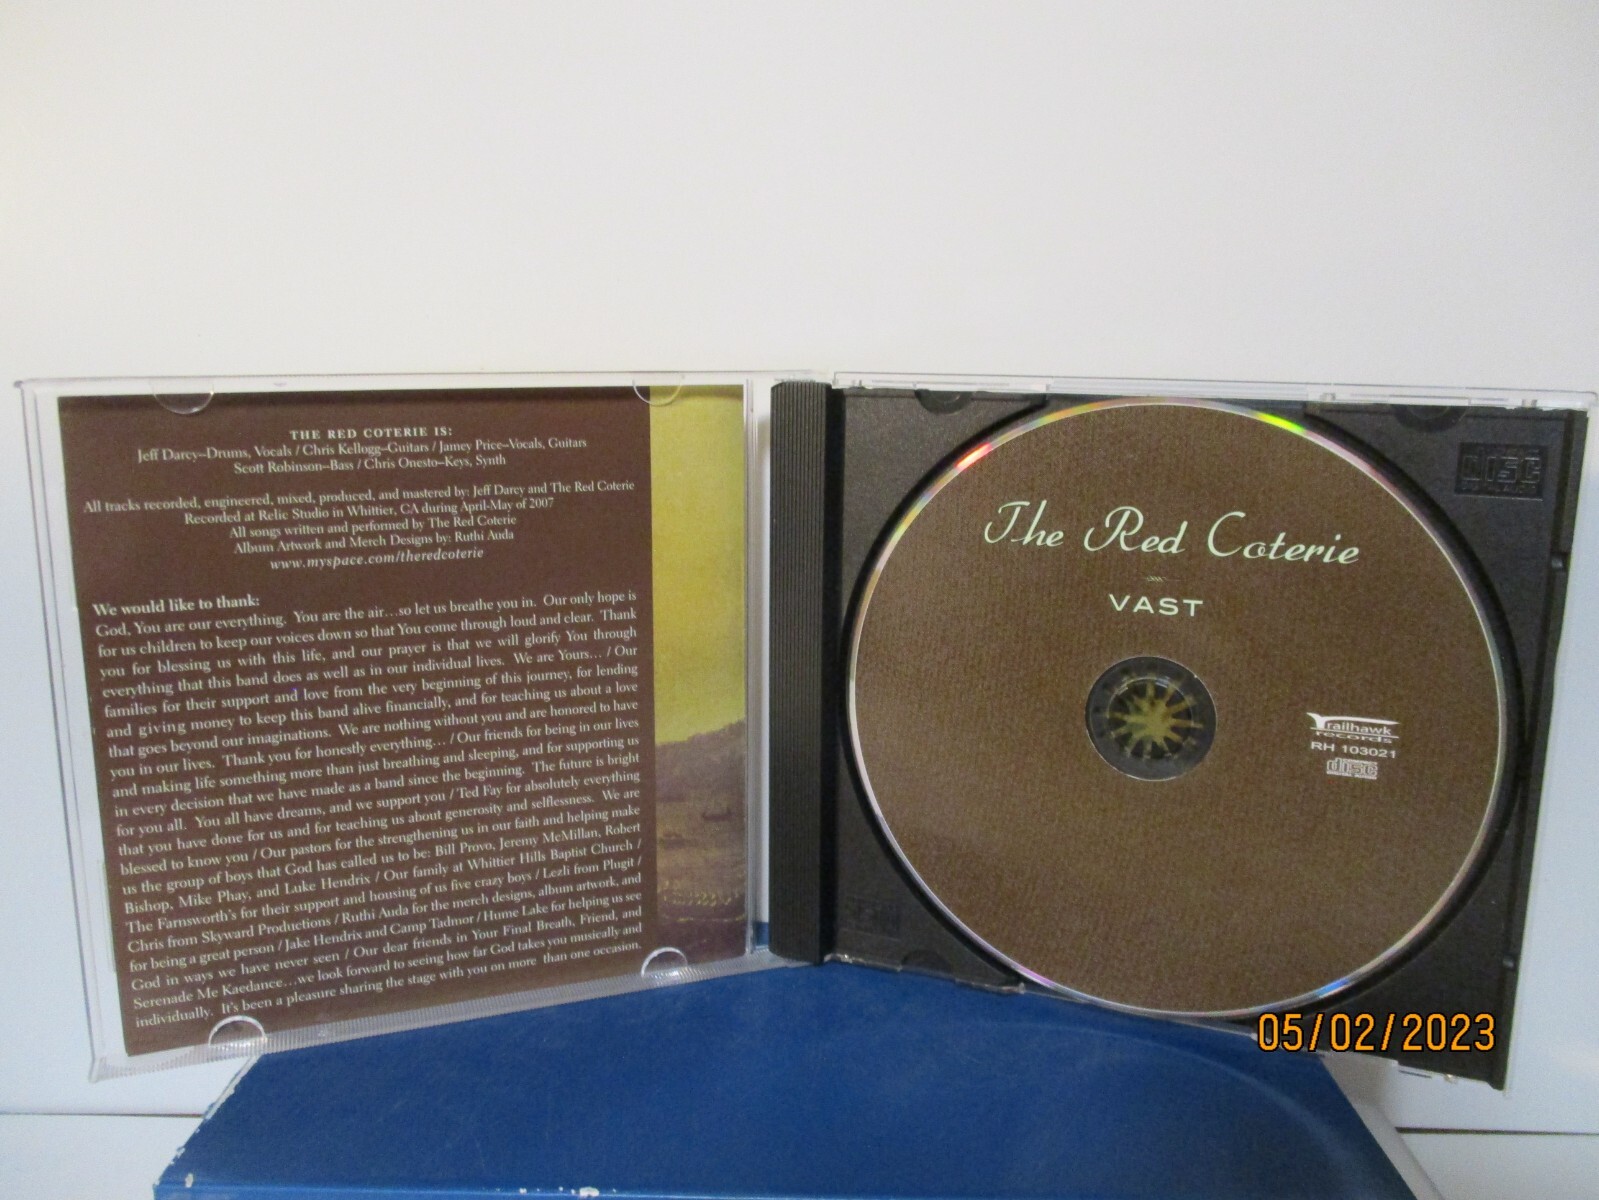 THE RED COTERIE IS:
Jeff Darcy–Drums, Vocals / Chris Kellogg–Guitars / Jamey Price–Vocals, Guitars
Scott Robinson–Bass / Chris Onesto–Keys, Synth
All tracks recorded, engineered, mixed, produced, and mastered by: Jeff Darcy and The Red Coterie
Recorded at Relic Studio in Whittier, CA during April-May of 2007
All songs written and performed by The Red Coterie
Album Artwork and Merch Designs by: Ruthi Auda
www.myspace.com/theredcoterie
We would like to thank:
God, You are our everything. You are the air...so let us breathe you in. Our only hope is
for us children to keep our voices down so that You come through loud and clear. Thank
you for blessing us with this life, and our prayer is that we will glorify You through
everything that this band does as well as in our individual lives. We are Yours... / Our
families for their support and love from the very beginning of this journey, for lending
and giving money to keep this band alive financially, and for teaching us about a love
that goes beyond our imaginations. We are nothing without you and are honored to have
you in our lives. Thank you for honestly everything... / Our friends for being in our lives
and making life something more than just breathing and sleeping, and for supporting us
in every decision that we have made as a band since the beginning. The future is bright
for you all. You all have dreams, and we support you / Ted Fay for absolutely everything
that you have done for us and for teaching us about generosity and selflessness. We are
blessed to know you / Our pastors for the strengthening us in our faith and helping make
us the group of boys that God has called us to be: Bill Provo, Jeremy McMillan, Robert
Bishop, Mike Phay, and Luke Hendrix / Our family at Whittier Hills Baptist Church /
The Farnsworth's for their support and housing of us five crazy boys / Lezli from Plugit /
Chris from Skyward Productions / Ruthi Auda for the merch designs, album artwork, and
for being a great person / Jake Hendrix and Camp Tadmor / Hume Lake for helping us see
God in ways we have never seen / Our dear friends in Your Final Breath, Friend, and
Serenade Me Kaedance...we look forward to seeing how far God takes you musically and
individually. It's been a pleasure sharing the stage with you on more than one occasion.
The Red Coterie
VAST
Trailhawk
records
RH 103021
disc
disc
05/02/2023